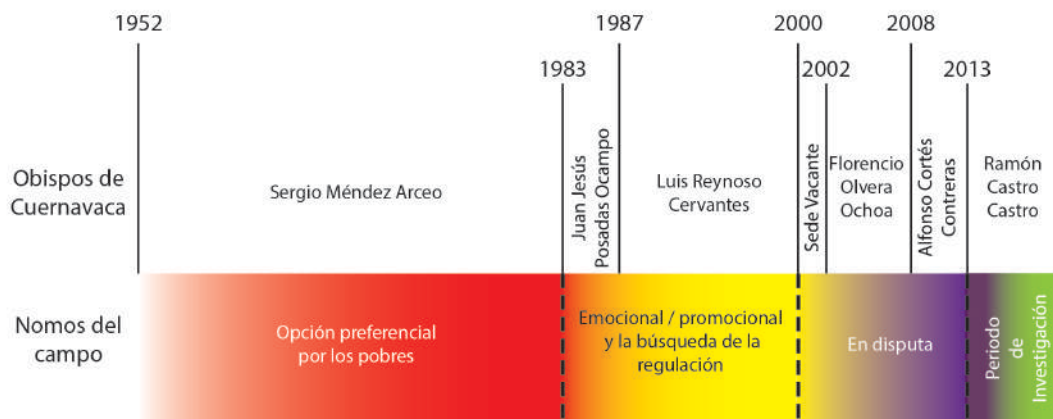 1952
1987
2000
2008
1983
2002
2013
Obispos de
Cuernavaca
Sergio Méndez Arceo
Juan Jesús
Posadas Ocampo
Luis Reynoso
Cervantes
Sede Vacante
Florencio
Olvera
Ochoa
Alfonso Cortés
Contreras
Ramón
Castro
Castro
Nomos del
campo
Opción preferencial
por los pobres
Emocional / promocional
y la búsqueda de la
regulación
En disputa
Periodo
de
Investigación